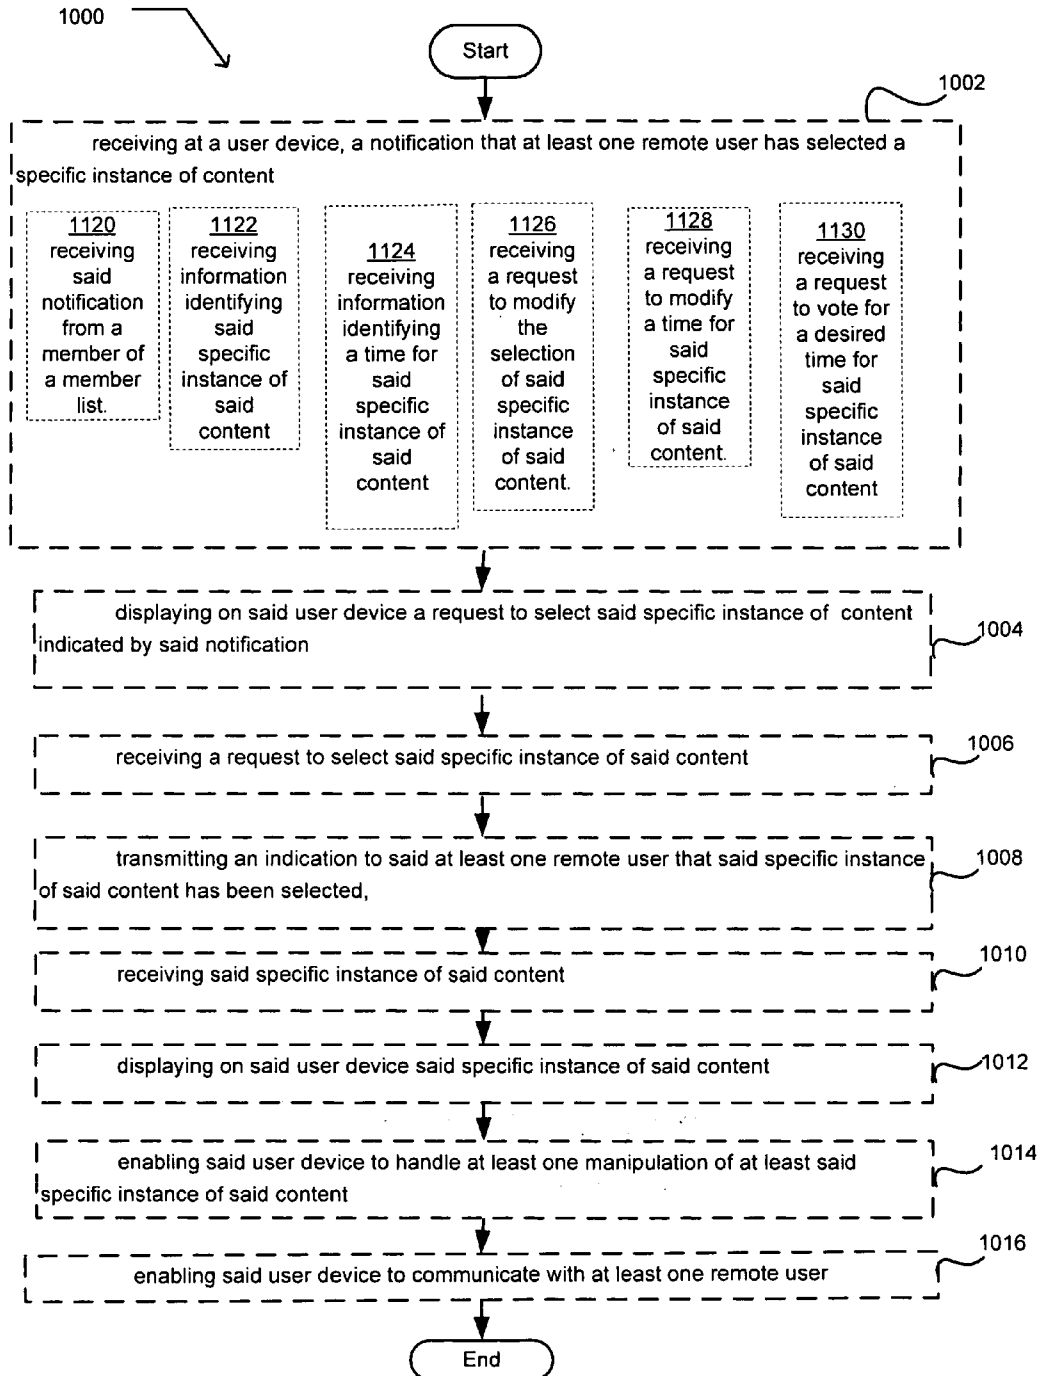 1000
Start
1002
receiving at a user device, a notification that at least one remote user has selected a
specific instance of content
1120
receiving
said
notification
from a
member of
a member
list.
1122
receiving
information
identifying
said
specific
instance of
said
content
1124
receiving
information
identifying
a time for
said
specific
instance of
said
content
1126
receiving
a request
to modify
the
selection
of said
specific
instance
of said
content.
1128
receiving
a request
to modify
a time for
said
specific
instance
of said
content.
1130
receiving
a request
to vote for
a desired
time for
said
specific
instance
of said
content
displaying on said user device a request to select said specific instance of content
indicated by said notification
1004
receiving a request to select said specific instance of said content
1006
transmitting an indication to said at least one remote user that said specific instance
of said content has been selected,
1008
receiving said specific instance of said content
1010
displaying on said user device said specific instance of said content
1012
enabling said user device to handle at least one manipulation of at least said
specific instance of said content
1014
enabling said user device to communicate with at least one remote user
1016
End